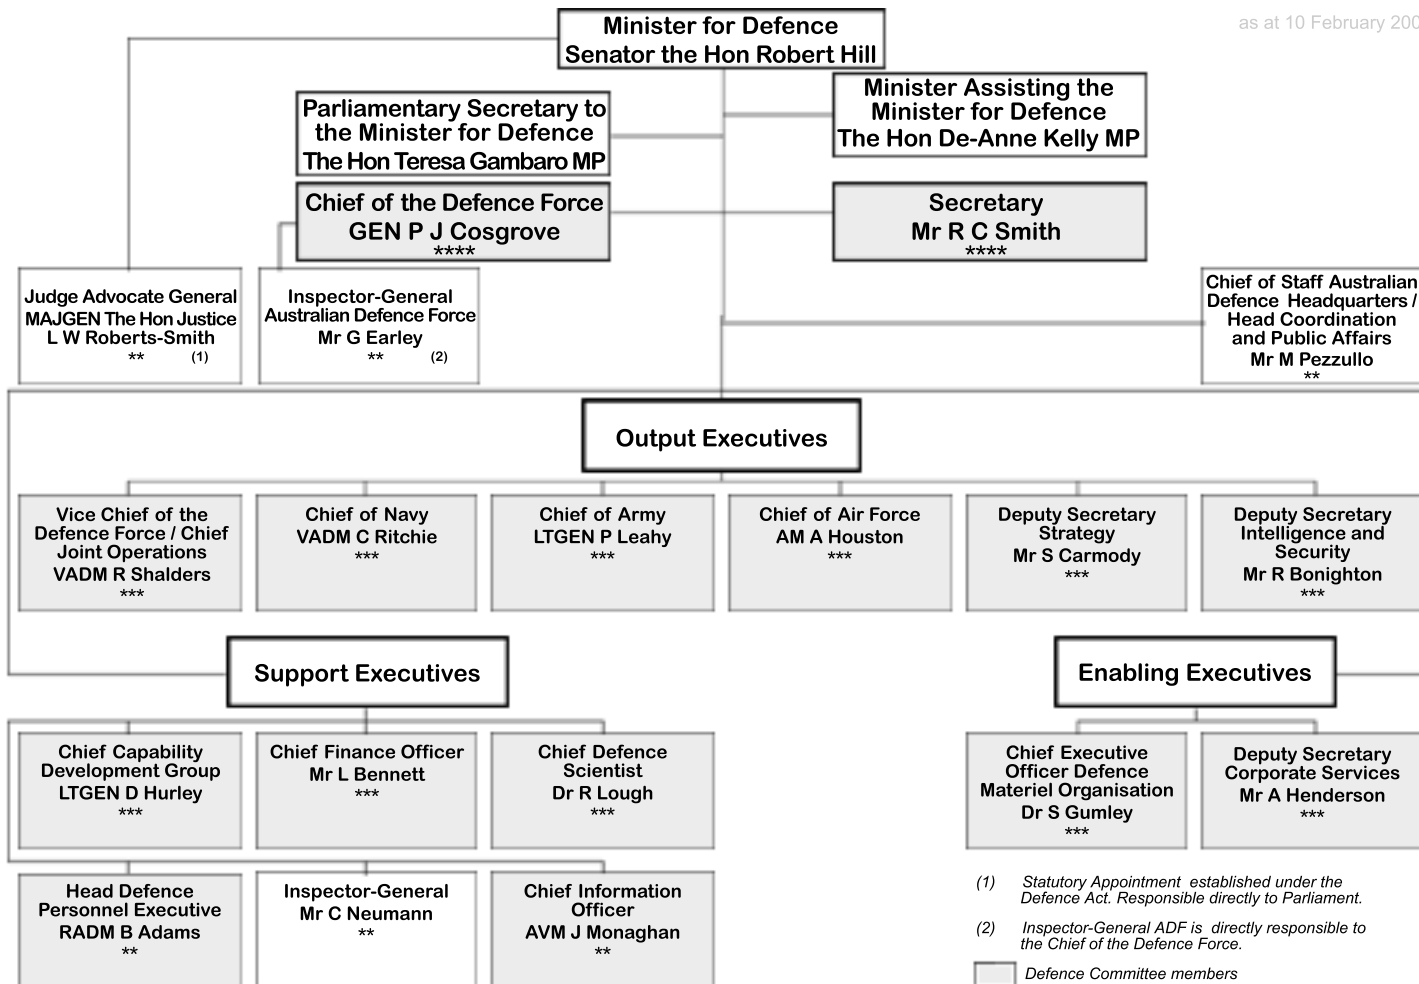 as at 10 February 200
Minister for Defence
Senator the Hon Robert Hill
Parliamentary Secretary to
the Minister for Defence
The Hon Teresa Gambaro MP
Minister Assisting the
Minister for Defence
The Hon De-Anne Kelly MP
Chief of the Defence Force
GEN P J Cosgrove
****
Secretary
Mr R C Smith
****
Judge Advocate General
MAJGEN The Hon Justice
L W Roberts-Smith
** (1)
Inspector-General
Australian Defence Force
Mr G Earley
** (2)
Chief of Staff Australian
Defence Headquarters /
Head Coordination
and Public Affairs
Mr M Pezzullo
**
Output Executives
Vice Chief of the
Defence Force / Chief
Joint Operations
VADM R Shalders
***
Chief of Navy
VADM C Ritchie
***
Chief of Army
LTGEN P Leahy
***
Chief of Air Force
AM A Houston
***
Deputy Secretary
Strategy
Mr S Carmody
***
Deputy Secretary
Intelligence and
Security
Mr R Bonighton
***
Support Executives
Enabling Executives
Chief Capability
Development Group
LTGEN D Hurley
***
Chief Finance Officer
Mr L Bennett
***
Chief Defence
Scientist
Dr R Lough
***
Chief Executive
Officer Defence
Materiel Organisation
Dr S Gumley
***
Deputy Secretary
Corporate Services
Mr A Henderson
***
Head Defence
Personnel Executive
RADM B Adams
**
Inspector-General
Mr C Neumann
**
Chief Information
Officer
AVM J Monaghan
**
(1) Statutory Appointment established under the
Defence Act. Responsible directly to Parliament.
(2) Inspector-General ADF is directly responsible to
the Chief of the Defence Force.
Defence Committee members